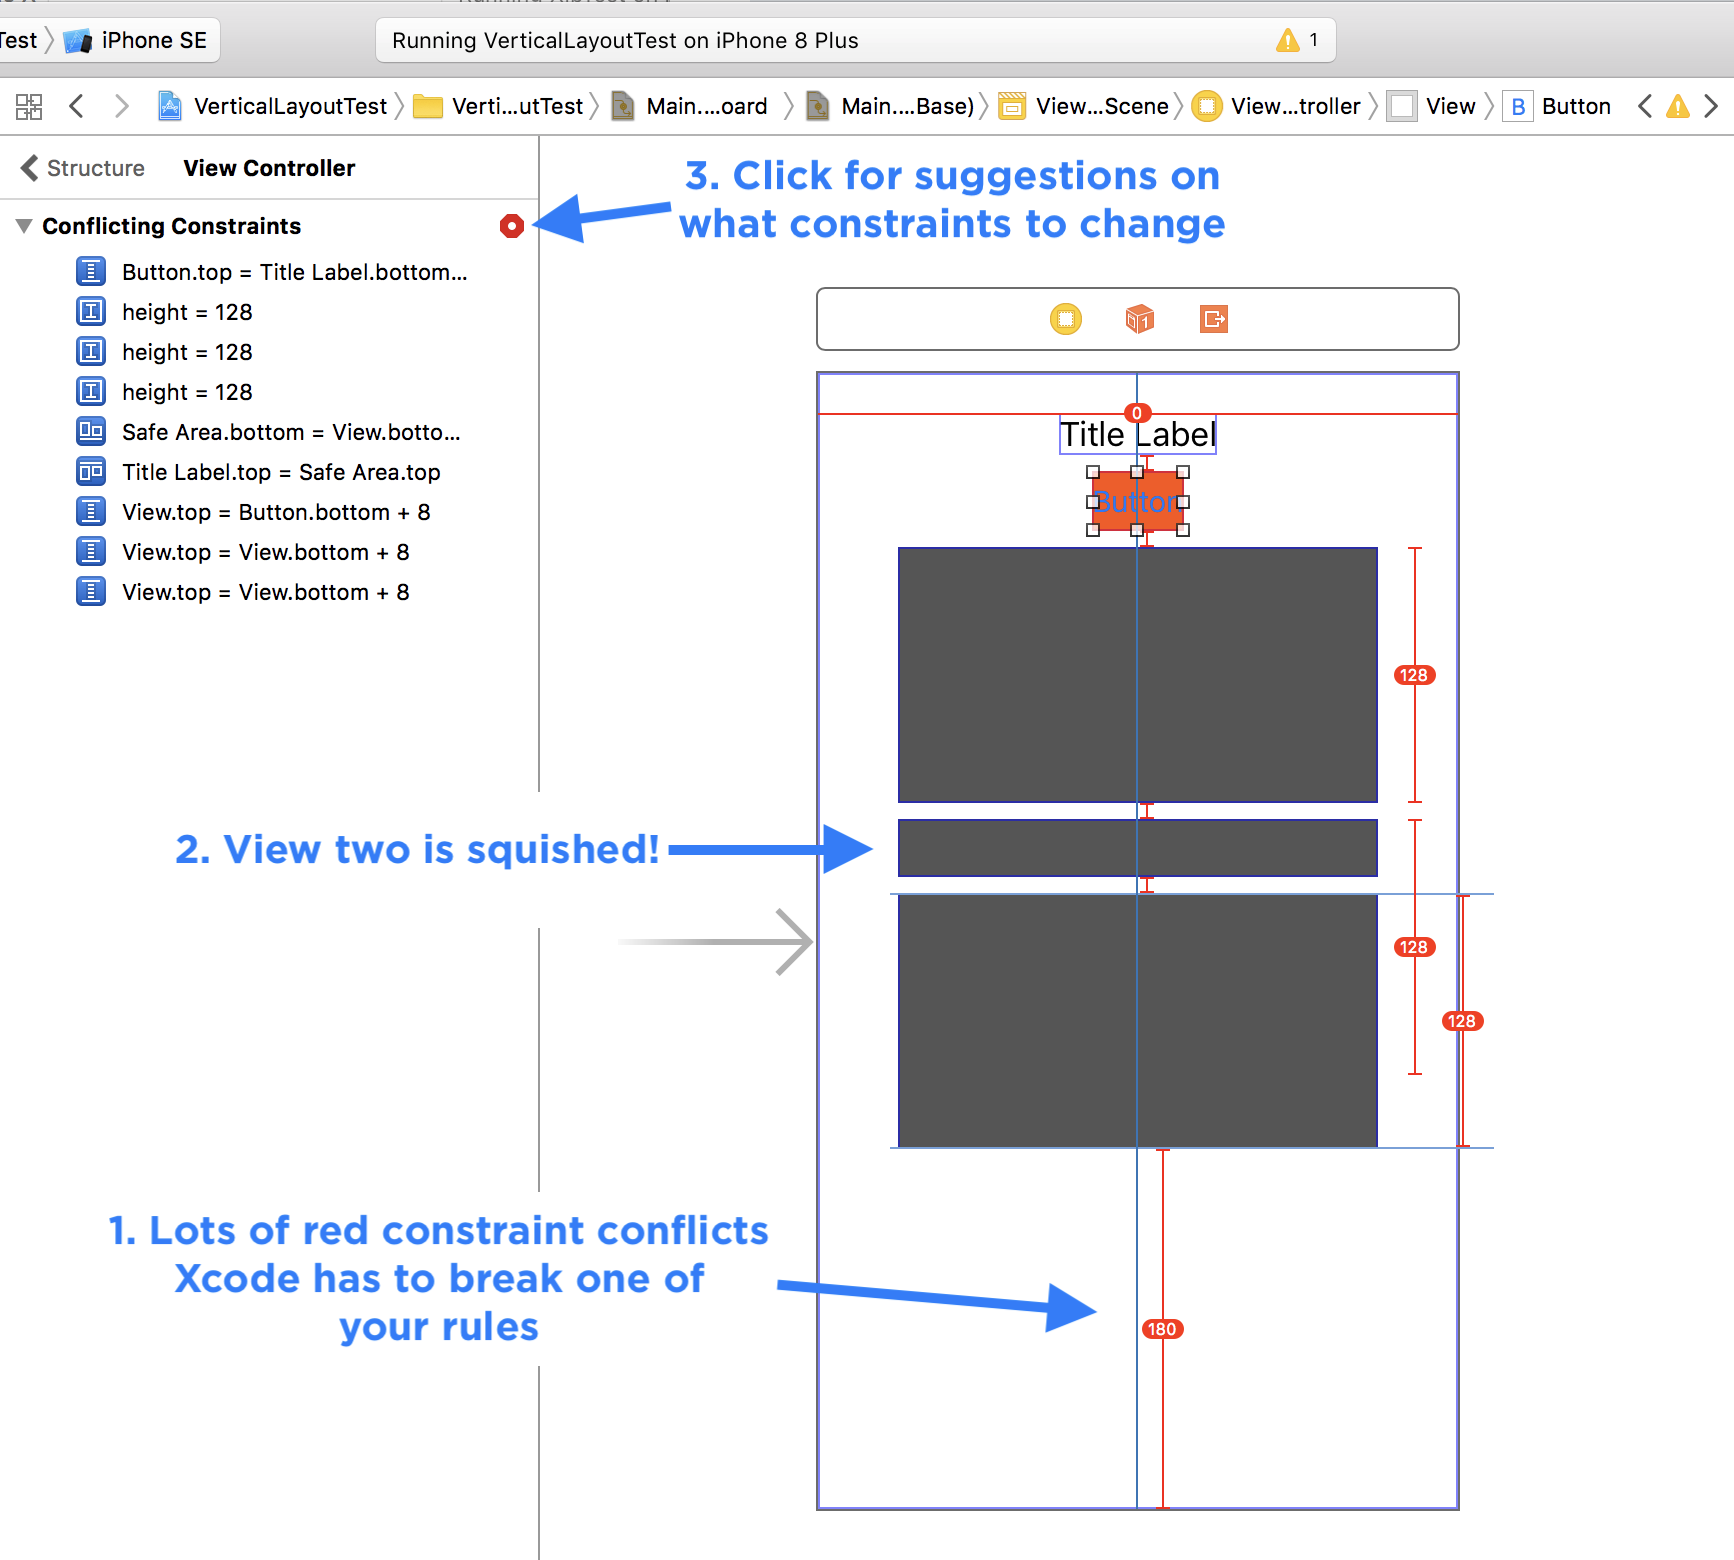 Test iPhone SE
Running VerticalLayoutTest on iPhone 8 Plus 1
VerticalLayoutTest Verti...utTest Main....oard Main....Base) View...Scene View...troller View B Button
Structure View Controller
Conflicting Constraints
Button.top = Title Label.bottom...
height = 128
height = 128
height = 128
Safe Area.bottom = View.botto...
Title Label.top = Safe Area.top
View.top = Button.bottom + 8
View.top = View.bottom + 8
View.top = View.bottom + 8
3. Click for suggestions on
what constraints to change
1
0
Title Label
Button
128
2. View two is squished!
128
128
1. Lots of red constraint conflicts
Xcode has to break one of
your rules
180